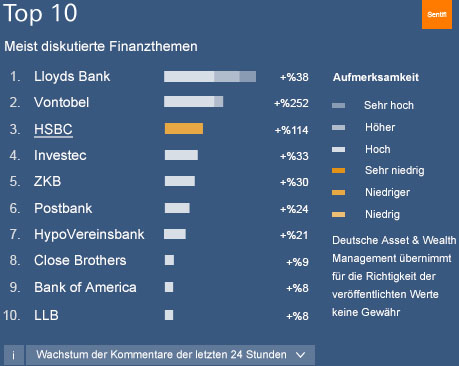 Top 10
Sentifi
Meist diskutierte Finanzthemen
1. Lloyds Bank +%38
2. Vontobel +%252
3. HSBC +%114
4. Investec +%33
5. ZKB +%30
6. Postbank +%24
7. HypoVereinsbank +%21
8. Close Brothers +%9
9. Bank of America +%8
10. LLB +%8
Aufmerksamkeit
Sehr hoch
Höher
Hoch
Sehr niedrig
Niedriger
Niedrig
Deutsche Asset & Wealth
Management übernimmt
für die Richtigkeit der
veröffentlichten Werte
keine Gewähr
i Wachstum der Kommentare der letzten 24 Stunden